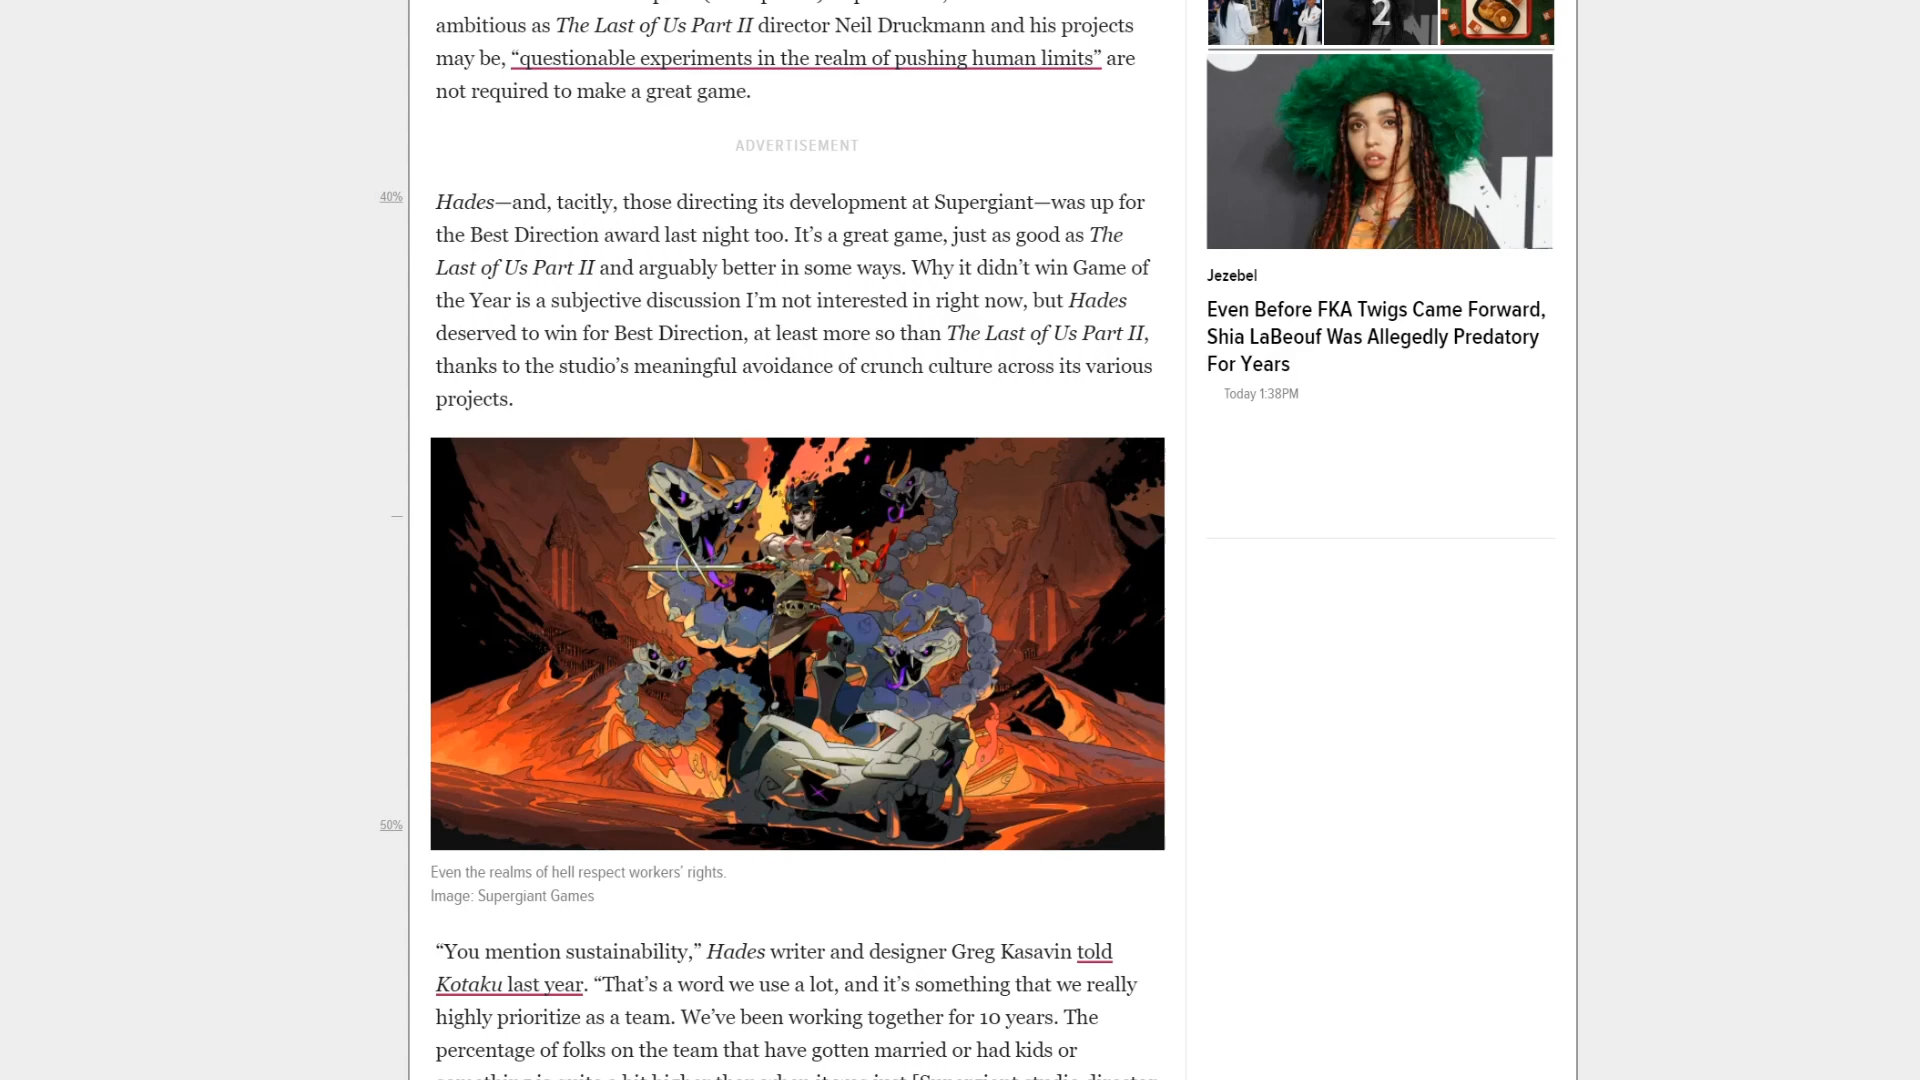 ambitious as The Last of Us Part II director Neil Druckmann and his projects
may be, “questionable experiments in the realm of pushing human limits” are
not required to make a great game.
ADVERTISEMENT
40%
Hades—and, tacitly, those directing its development at Supergiant—was up for
the Best Direction award last night too. It’s a great game, just as good as The
Last of Us Part II and arguably better in some ways. Why it didn’t win Game of
the Year is a subjective discussion I’m not interested in right now, but Hades
deserved to win for Best Direction, at least more so than The Last of Us Part II,
thanks to the studio’s meaningful avoidance of crunch culture across its various
projects.
50%
Even the realms of hell respect workers’ rights.
Image: Supergiant Games
“You mention sustainability,” Hades writer and designer Greg Kasavin told
Kotaku last year. “That’s a word we use a lot, and it’s something that we really
highly prioritize as a team. We’ve been working together for 10 years. The
percentage of folks on the team that have gotten married or had kids or
2
Jezebel
Even Before FKA Twigs Came Forward,
Shia LaBeouf Was Allegedly Predatory
For Years
Today 1:38PM